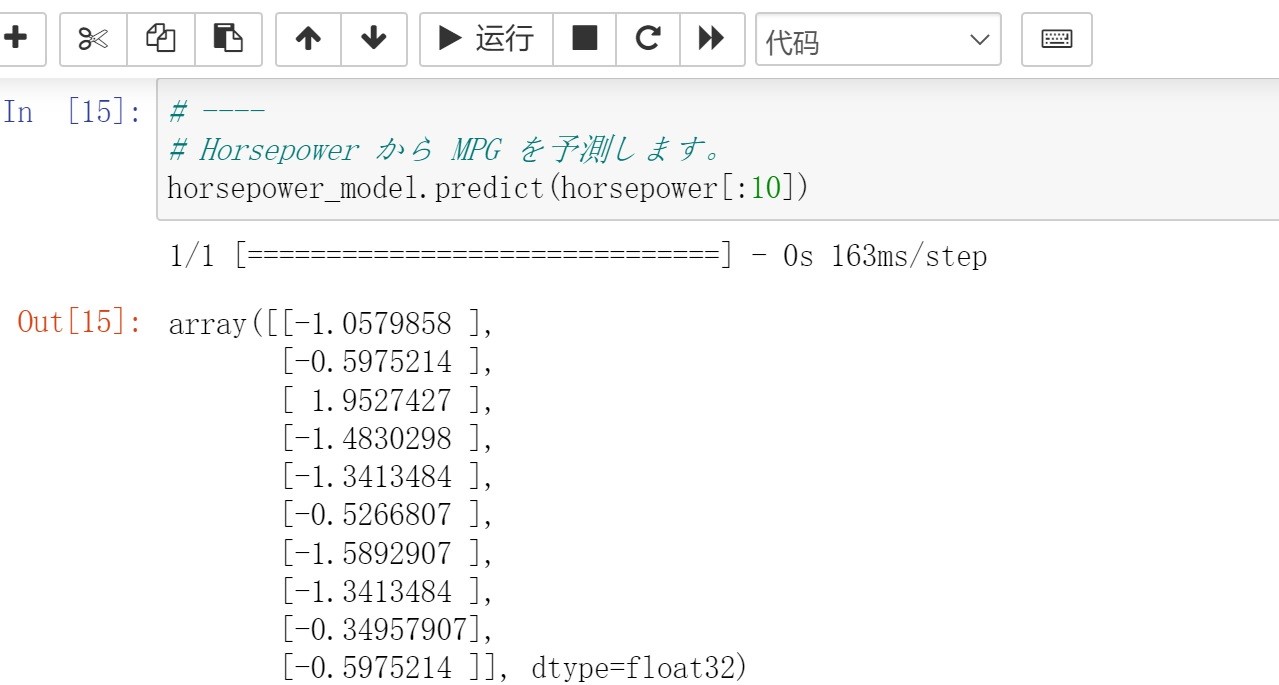 运行
代码
In [15]:
# ----
# Horsepower から MPG を予測します。
horsepower_model.predict(horsepower[:10])
1/1 [==============================] - 0s 163ms/step
Out[15]:
array([[-1.0579858 ],
[-0.5975214 ],
[ 1.9527427 ],
[-1.4830298 ],
[-1.3413484 ],
[-0.5266807 ],
[-1.5892907 ],
[-1.3413484 ],
[-0.34957907],
[-0.5975214 ]], dtype=float32)